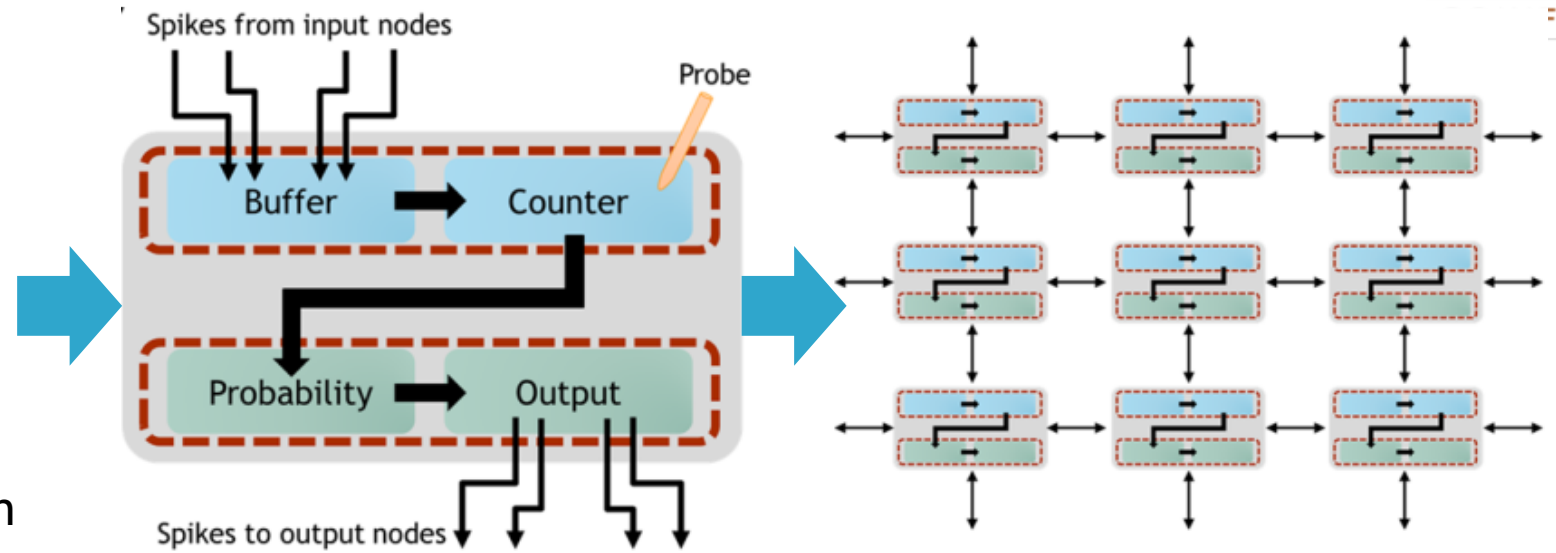 Spikes from input nodes
Probe
Buffer
Counter
Probability
Output
n
Spikes to output nodes